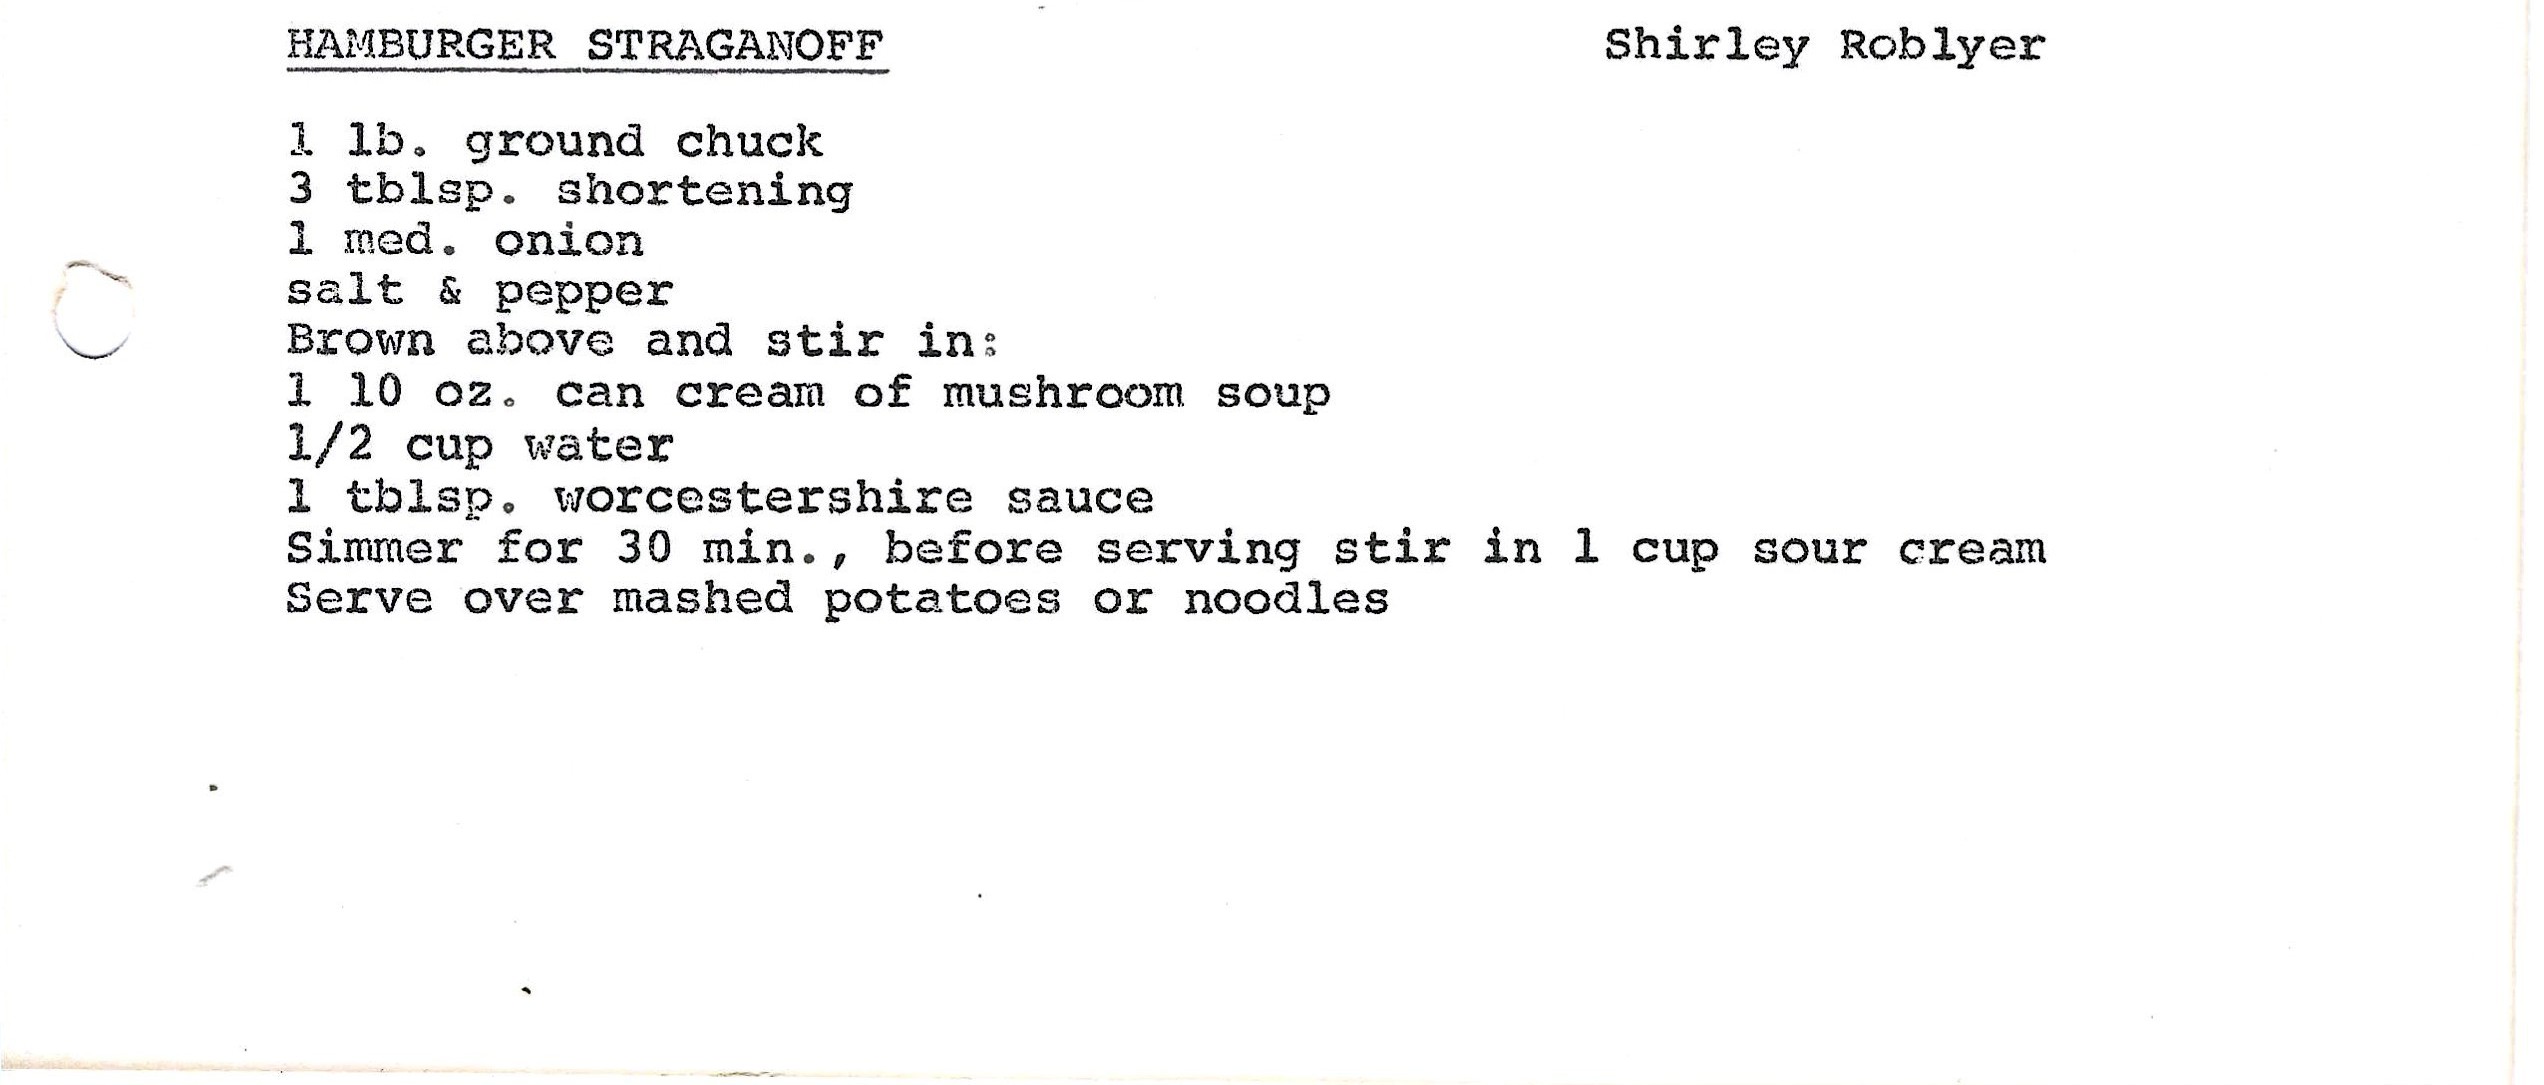 HAMBURGER STRAGANOFF Shirley Roblyer
1 lb. ground chuck
3 tblsp. shortening
1 med. onion
salt & pepper
Brown above and stir in:
1 10 oz. can cream of mushroom soup
1/2 cup water
1 tblsp. worcestershire sauce
Simmer for 30 min., before serving stir in 1 cup sour cream
Serve over mashed potatoes or noodles